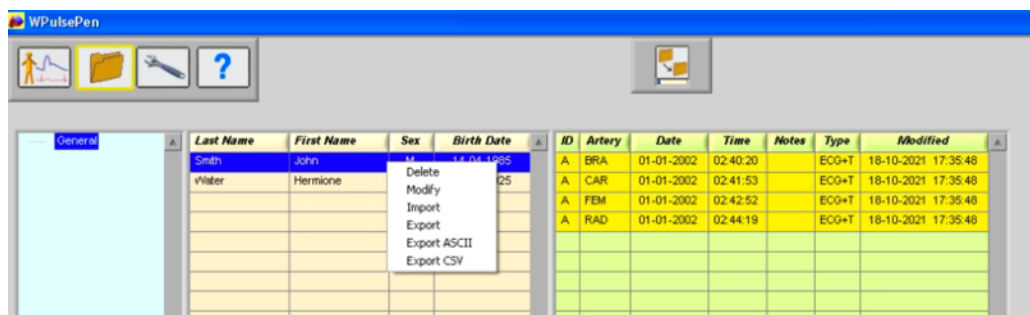 WPulsePen
?
General
Last Name First Name Sex Birth Date
Smith John M 14-04-1985
Water Hermione
Delete
Modify
Import
Export
Export ASCII
Export CSV
ID Artery Date Time Notes Type Modified
A BRA 01-01-2002 02:40:20 ECG+T 18-10-2021 17:35:48
A CAR 01-01-2002 02:41:53 ECG+T 18-10-2021 17:35:48
A FEM 01-01-2002 02:42:52 ECG+T 18-10-2021 17:35:48
A RAD 01-01-2002 02:44:19 ECG+T 18-10-2021 17:35:48